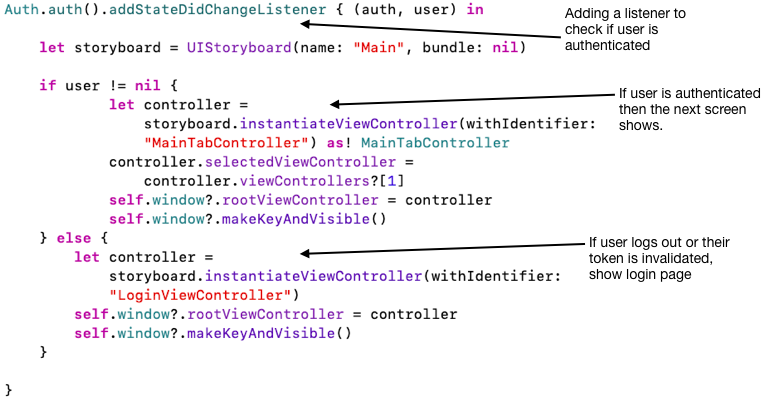 Auth.auth().addStateDidChangeListener { (auth, user) in
Adding a listener to
check if user is
authenticated
let storyboard = UIStoryboard(name: "Main", bundle: nil)
if user != nil {
If user is authenticated
then the next screen
shows.
let controller =
storyboard.instantiateViewController(withIdentifier:
"MainTabController") as! MainTabController
controller.selectedViewController =
controller.viewControllers?[1]
self.window?.rootViewController = controller
self.window?.makeKeyAndVisible()
} else {
If user logs out or their
token is invalidated,
show login page
let controller =
storyboard.instantiateViewController(withIdentifier:
"LoginViewController")
self.window?.rootViewController = controller
self.window?.makeKeyAndVisible()
}
}